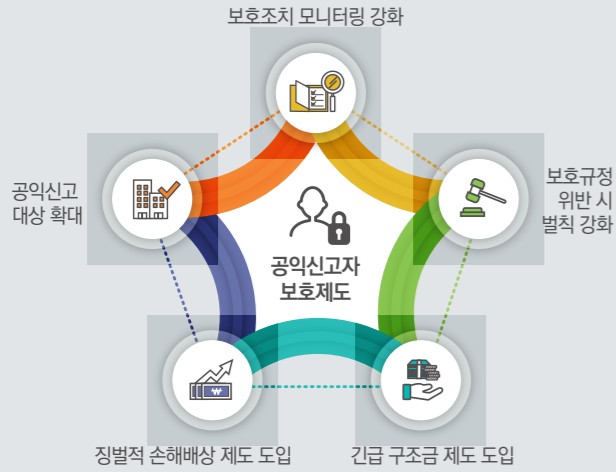 보호조치 모니터링 강화
공익신고
대상 확대
보호규정
위반 시
벌칙 강화
공익신고자
보호제도
징벌적 손해배상 제도 도입
긴급 구조금 제도 도입